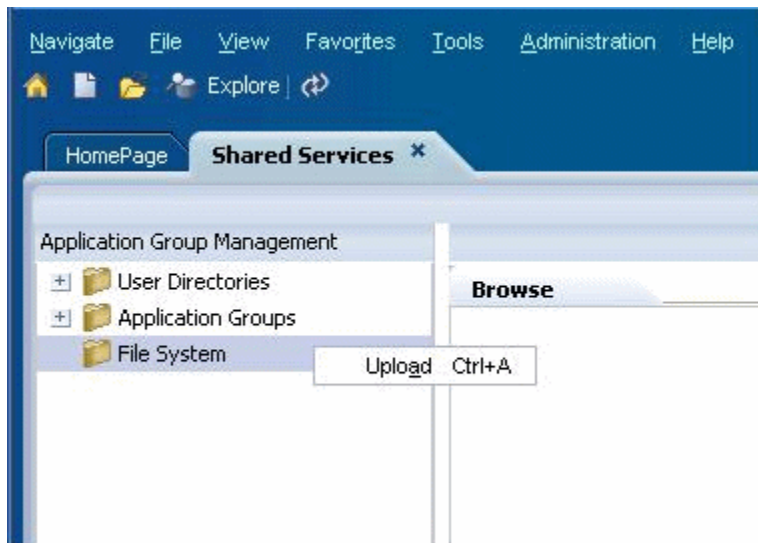 Navigate File View Favorites Tools Administration Help
Explore
HomePage Shared Services
Application Group Management
User Directories
Browse
Application Groups
File System
Upload Ctrl+A